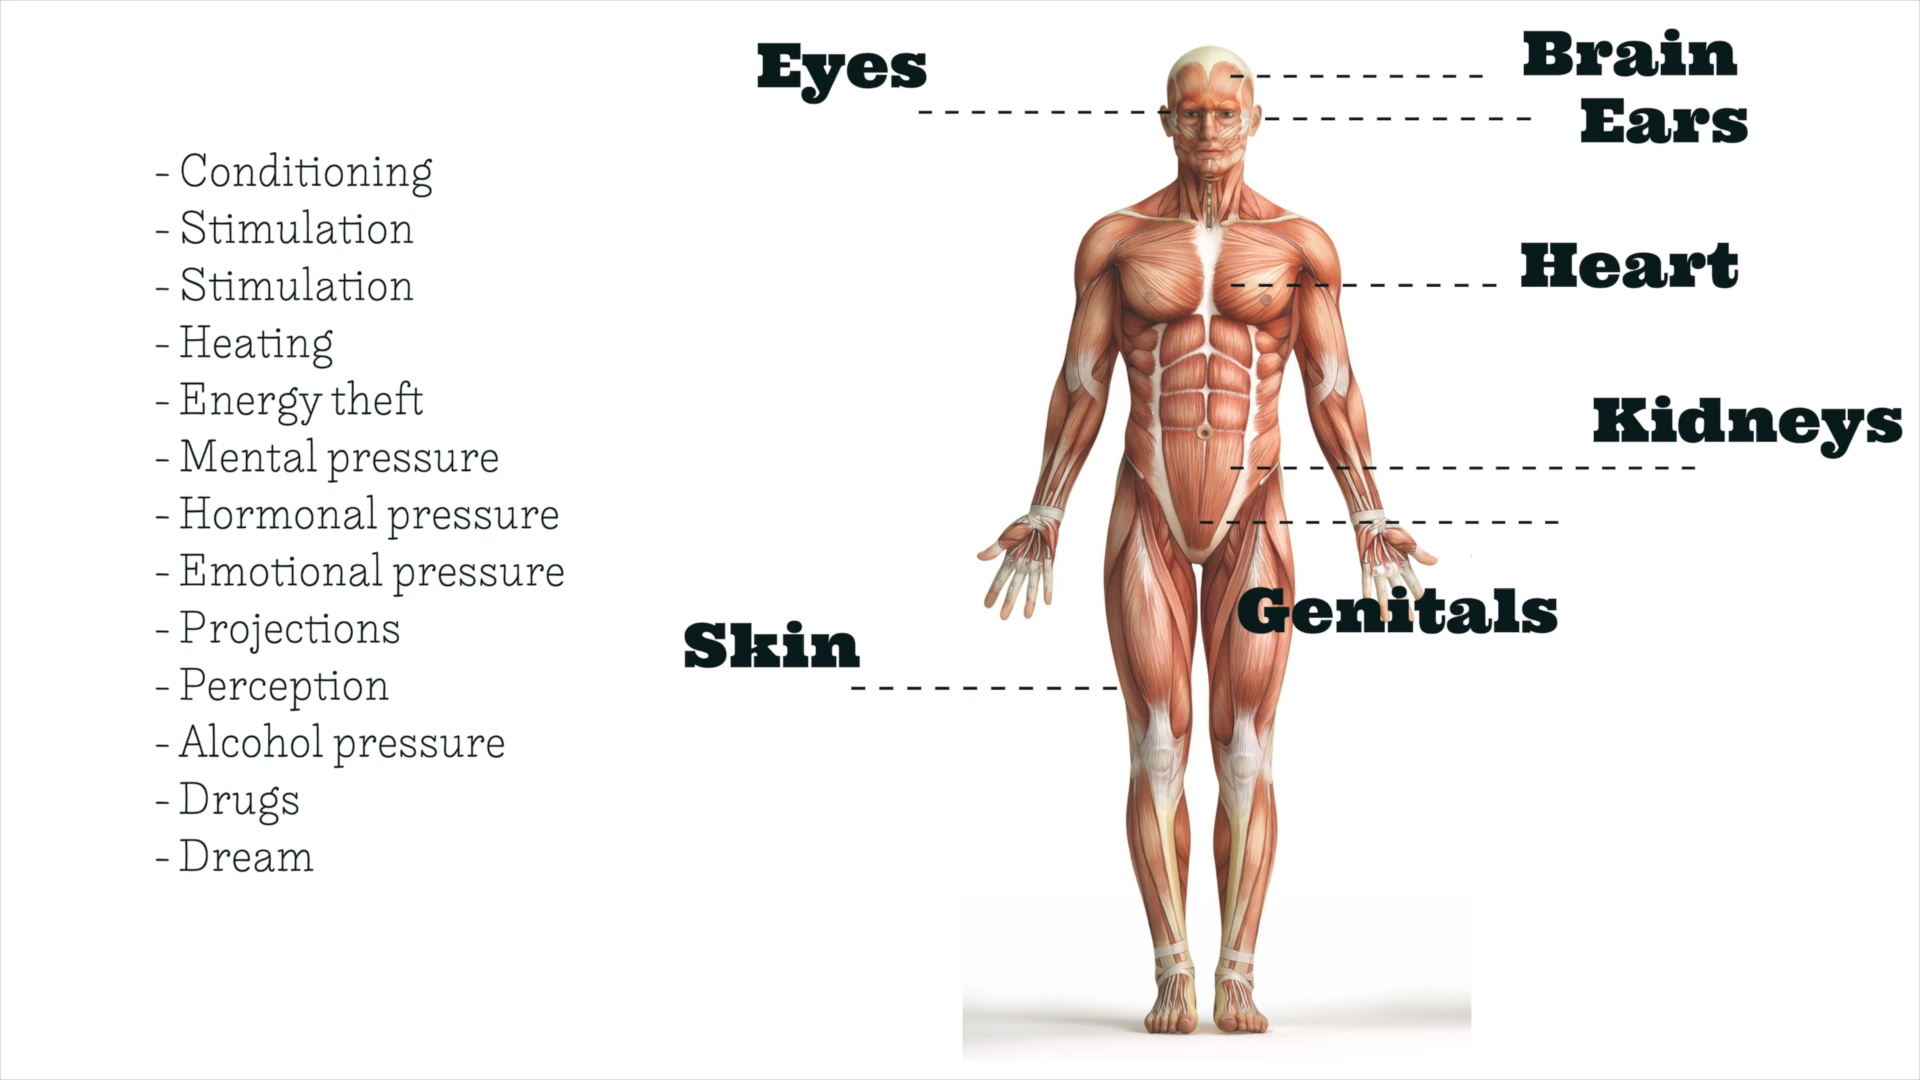 - Conditioning
- Stimulation
- Stimulation
- Heating
- Energy theft
- Mental pressure
- Hormonal pressure
- Emotional pressure
- Projections
- Perception
- Alcohol pressure
- Drugs
- Dream
Eyes
Brain
Ears
Heart
Kidneys
Genitals
Skin